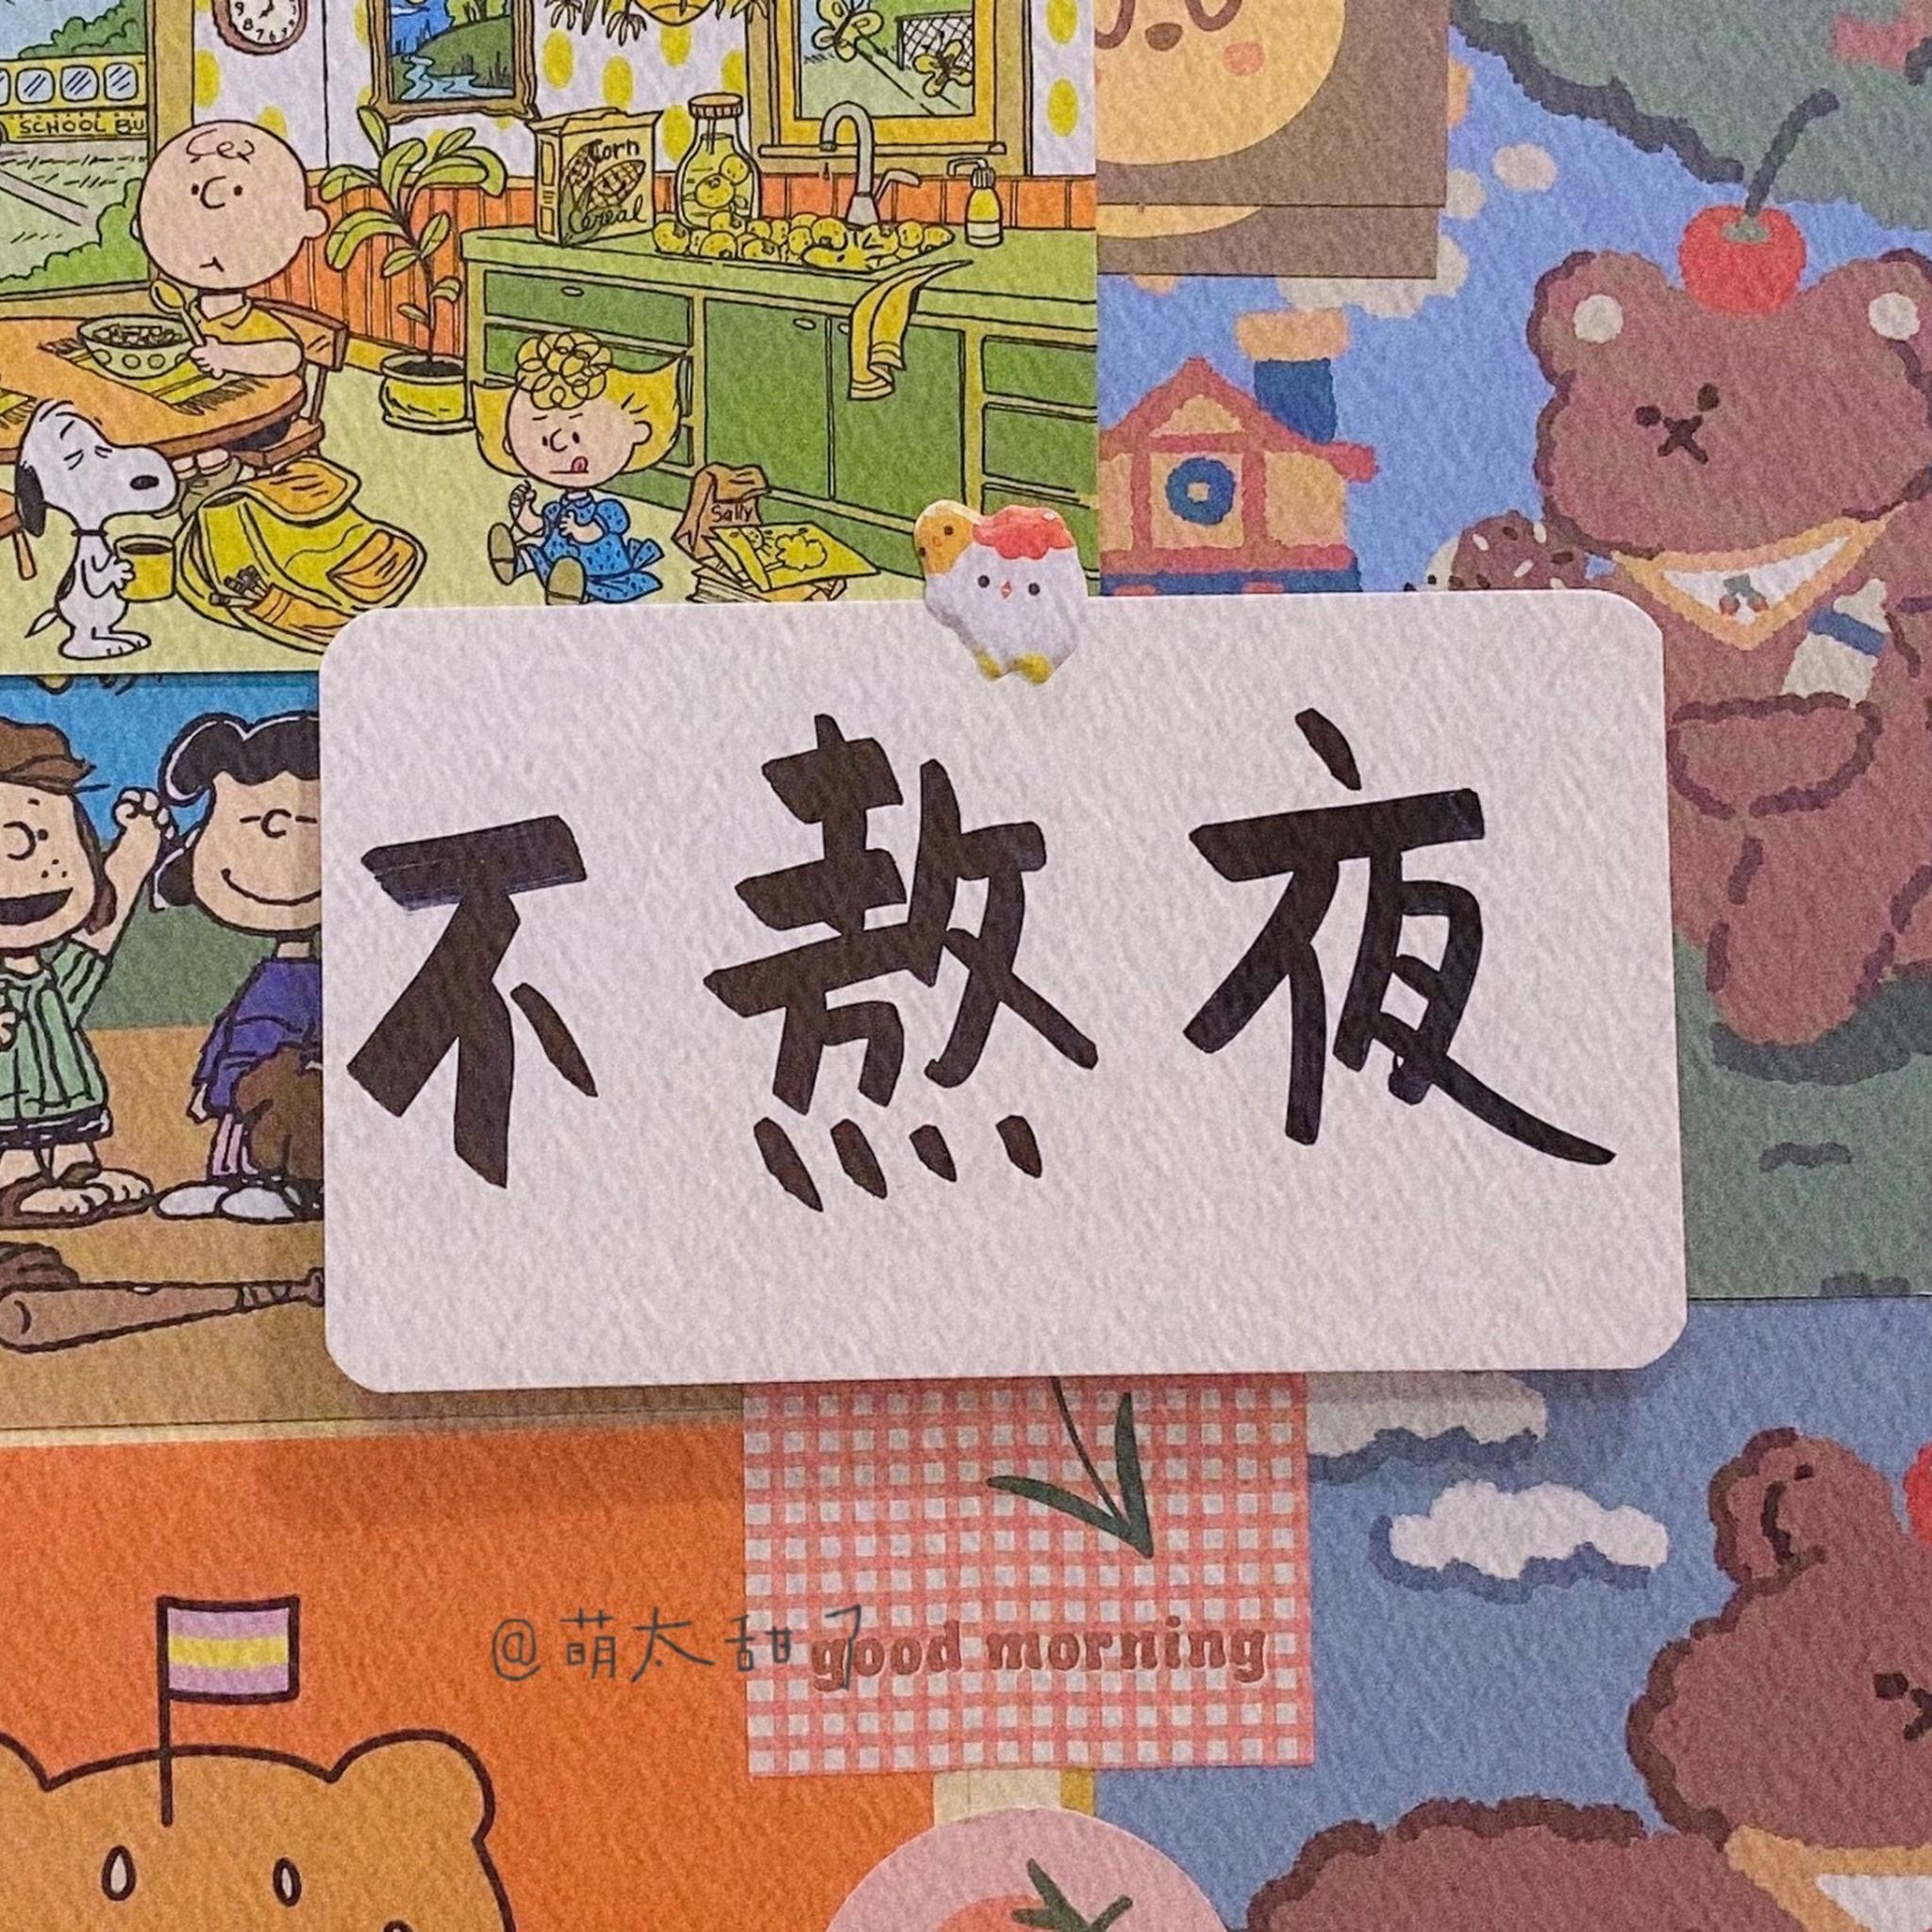 SCHOOL BU
Corn
Cereal
Sally
不熬夜
@萌太甜了
good morning